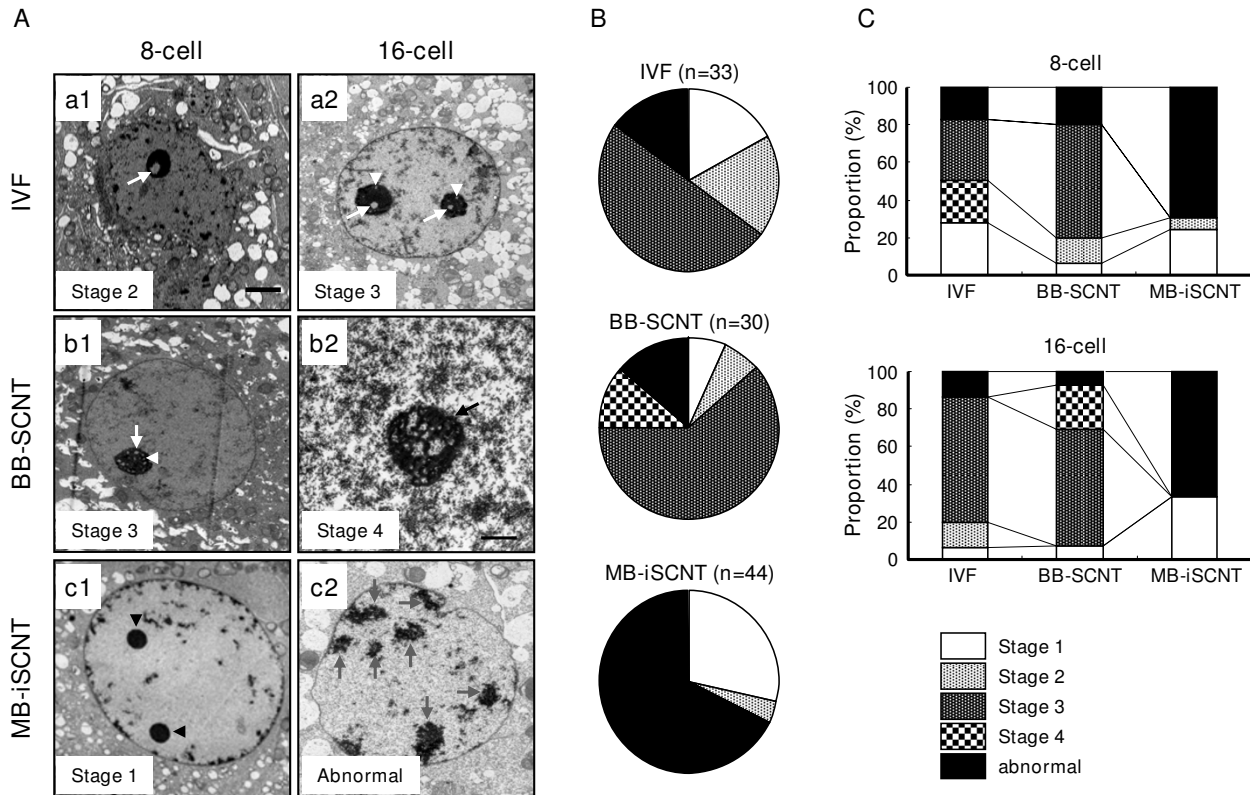 A
8-cell
16-cell
IVF
a1
Stage 2
a2
Stage 3
BB-SCNT
b1
Stage 3
b2
Stage 4
MB-iSCNT
c1
Stage 1
c2
Abnormal
B
IVF (n=33)
BB-SCNT (n=30)
MB-iSCNT (n=44)
C
8-cell
Proportion (%)
100
80
60
40
20
0
IVF
BB-SCNT
MB-iSCNT
16-cell
Proportion (%)
100
80
60
40
20
0
IVF
BB-SCNT
MB-iSCNT
Stage 1
Stage 2
Stage 3
Stage 4
abnormal